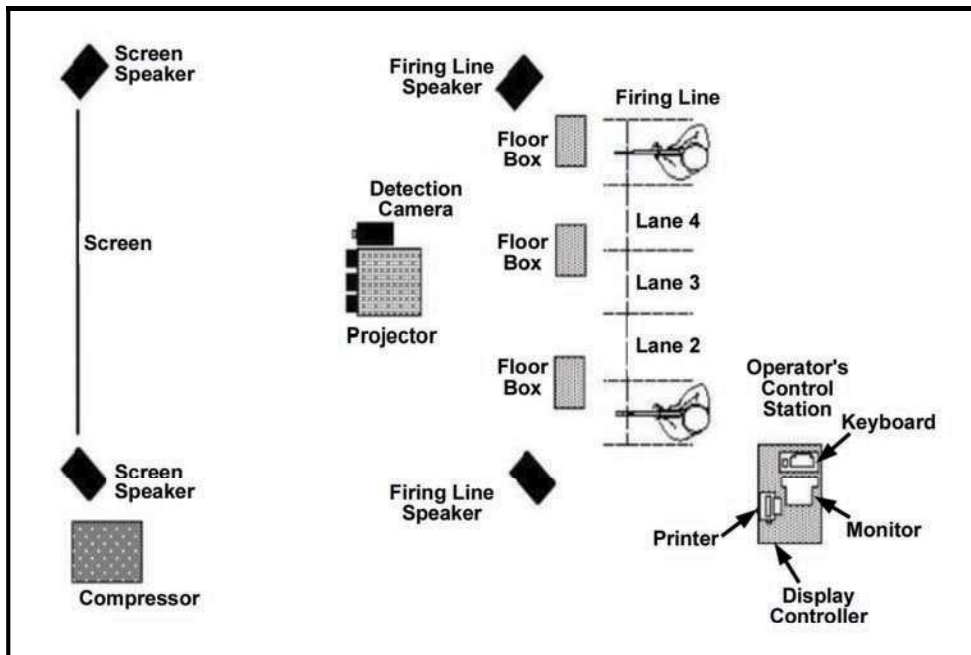 Screen
Speaker
Firing Line
Speaker
Firing Line
Floor
Box
Detection
Camera
Lane 4
Screen
Floor
Box
Lane 3
Projector
Lane 2
Floor
Box
Operator's
Control
Station
Keyboard
Screen
Speaker
Firing Line
Speaker
Printer
Monitor
Compressor
Display
Controller